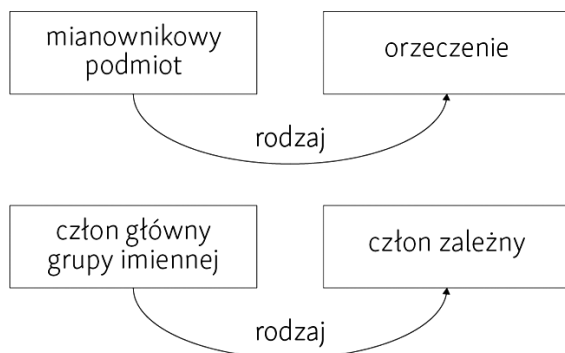 mianownikowy
podmiot
orzeczenie
rodzaj
człon główny
grupy imiennej
człon zależny
rodzaj